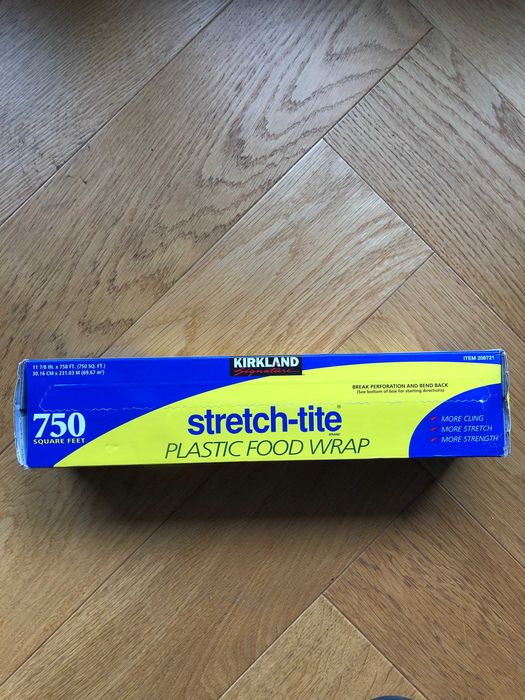 KIRKLAND
Signature
ITEM 208721
11 7/8 IN. x 758 FT. (750 SQ. FT.)
30.16 CM x 231.03 M (69.67 m²)
BREAK PERFORATION AND BEND BACK
(See bottom of box for starting directions)
750
SQUARE FEET
stretch-tite®
BRAND
PLASTIC FOOD WRAP
MORE CLING
MORE STRETCH
MORE STRENGTH